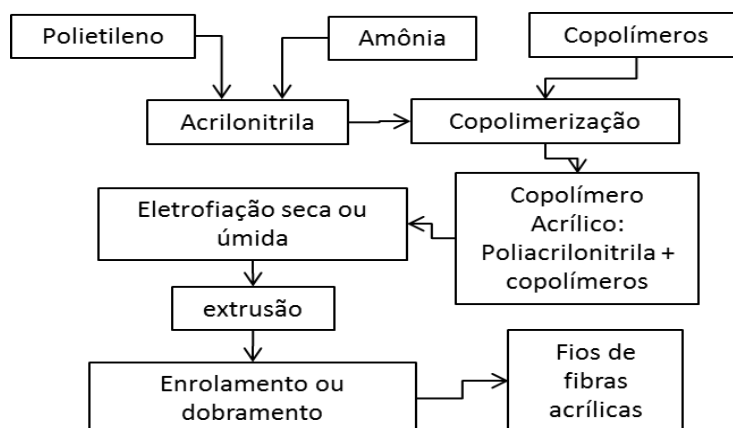 Polietileno
Amônia
Copolímeros
Acrilonitrila
Copolimerização
Copolímero
Acrílico:
Poliacrilonitrila +
copolímeros
Eletrofiação seca ou
úmida
extrusão
Enrolamento ou
dobramento
Fios de
fibras
acrílicas